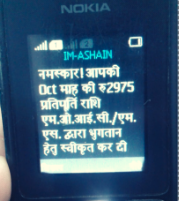 NOKIA
IM-ASHAIN
नमस्कार! आपकी
Oct माह की रु2975
प्रतिपूर्ति राशि
एम.ओ.आई.सी./एम.
एस. द्वारा भुगतान
हेतु स्वीकृत कर दी